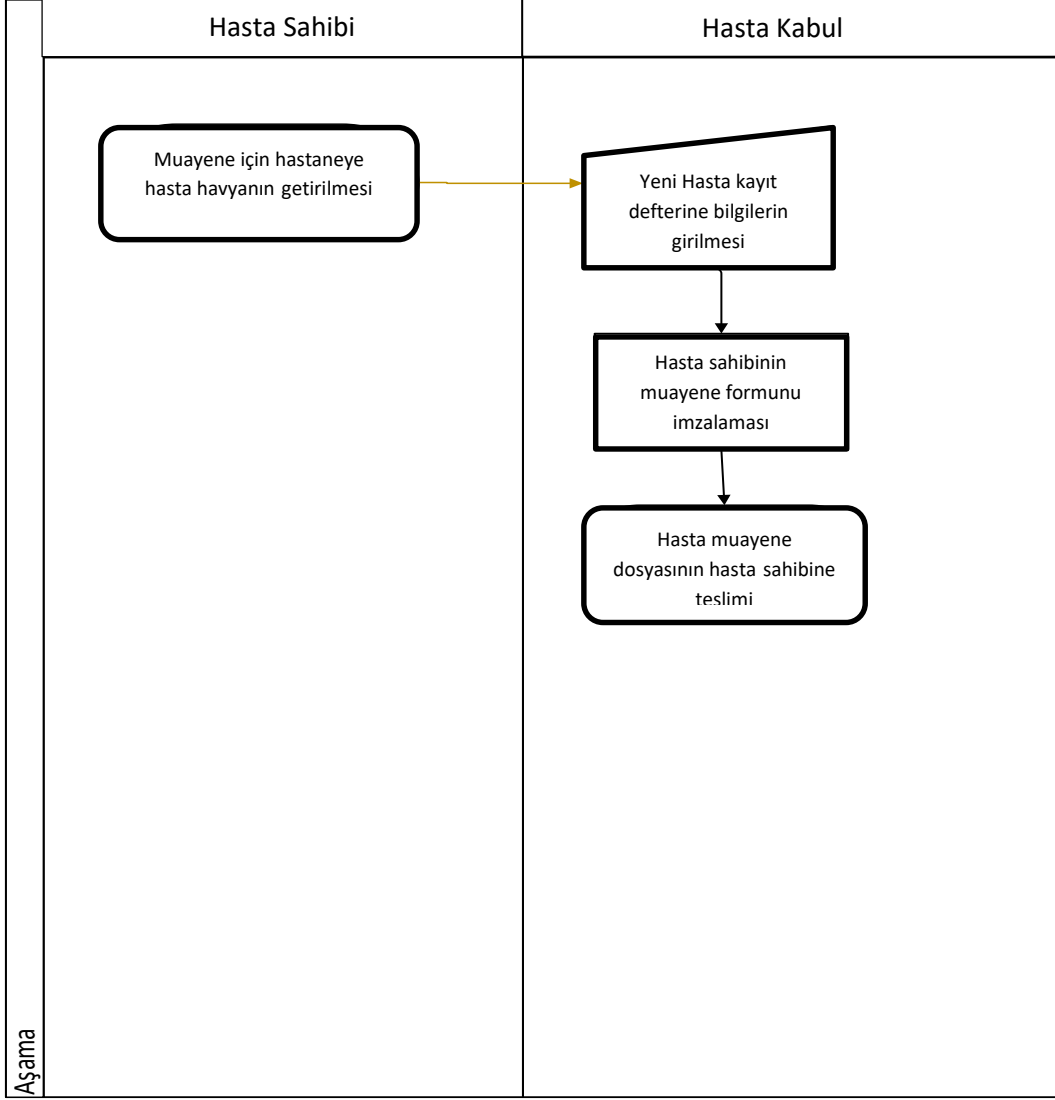 Hasta Sahibi
Hasta Kabul
Muayene için hastaneye
hasta havyanın getirilmesi
Yeni Hasta kayıt
defterine bilgilerin
girilmesi
Hasta sahibinin
muayene formunu
imzalaması
Hasta muayene
dosyasının hasta sahibine
teslimi
Aşama